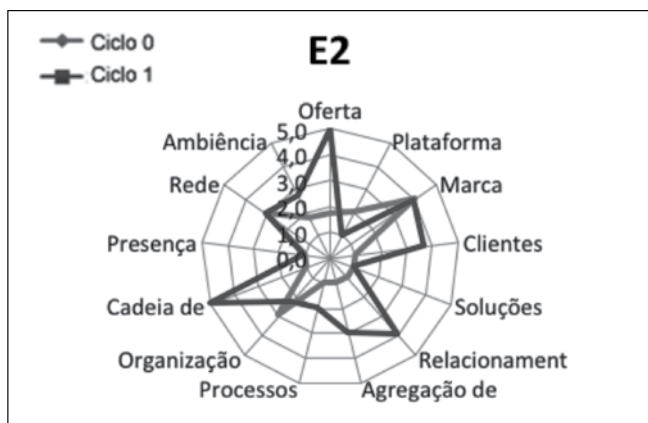 Ciclo 0
Ciclo 1
E2
Oferta
Plataforma
Marca
Clientes
Soluções
Relacionament
Agregação de
Processos
Organização
Cadeia de
Presença
Rede
Ambiência
5,0
4,0
3,0
2,0
1,0
0,0